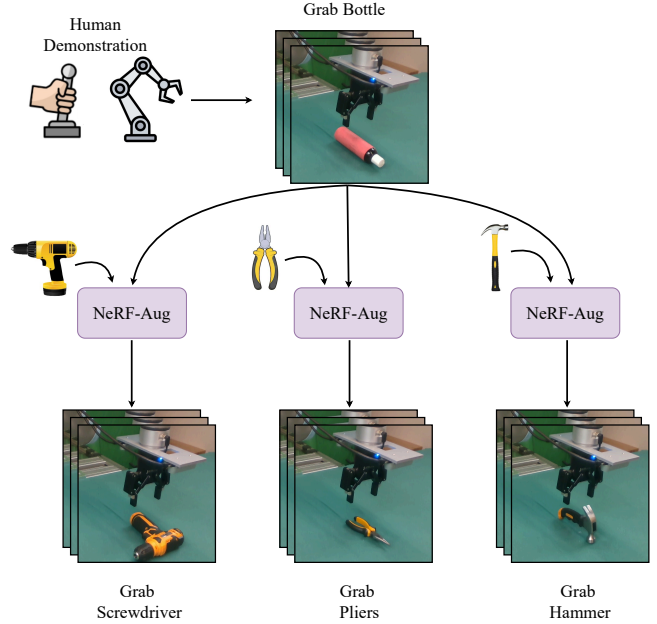 Human
Demonstration
Grab Bottle
NeRF-Aug
NeRF-Aug
NeRF-Aug
Grab
Screwdriver
Grab
Pliers
Grab
Hammer